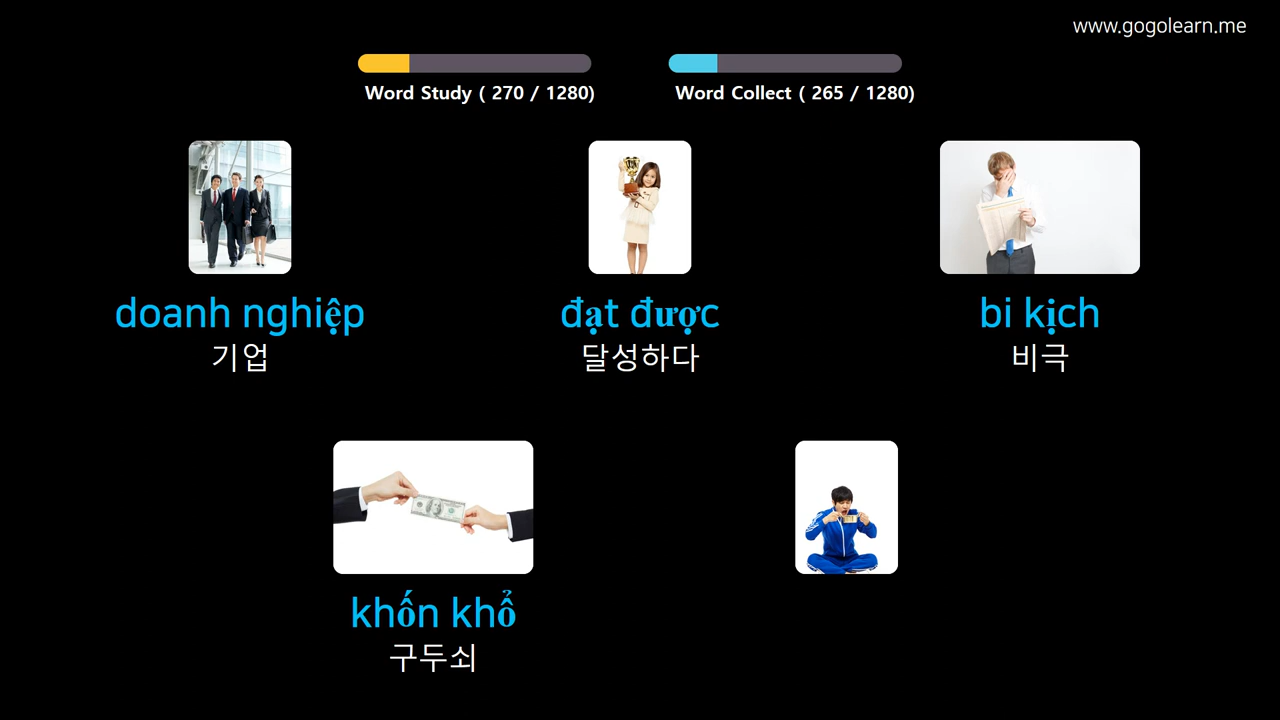 www.gogolearn.me
Word Study ( 270 / 1280)
Word Collect ( 265 / 1280)
doanh nghiệp
기업
đạt được
달성하다
bi kịch
비극
khốn khổ
구두쇠